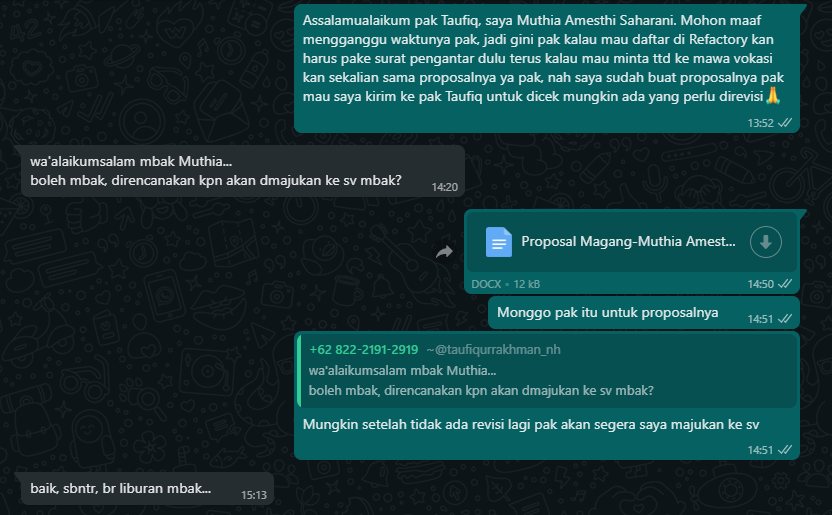 Assalamualaikum pak Taufiq, saya Muthia Amesthi Saharani. Mohon maaf
mengganggu waktunya pak, jadi gini pak kalau mau daftar di Refactory kan
harus pake surat pengantar dulu terus kalau mau minta ttd ke mawa vokasi
kan sekalian sama proposalnya ya pak, nah saya sudah buat proposalnya pak
mau saya kirim ke pak Taufiq untuk dicek mungkin ada yang perlu direvisi🙏
13:52
wa'alaikumsalam mbak Muthia...
boleh mbak, direncanakan kpn akan dmajukan ke sv mbak?
14:20
Proposal Magang-Muthia Amest...
DOCX • 12 kB
14:50
Monggo pak itu untuk proposalnya
14:51
+62 822-2191-2919 ~@taufiqurrakhman_nh
wa'alaikumsalam mbak Muthia...
boleh mbak, direncanakan kpn akan dmajukan ke sv mbak?
Mungkin setelah tidak ada revisi lagi pak akan segera saya majukan ke sv
14:51
baik, sbntr, br liburan mbak...
15:13